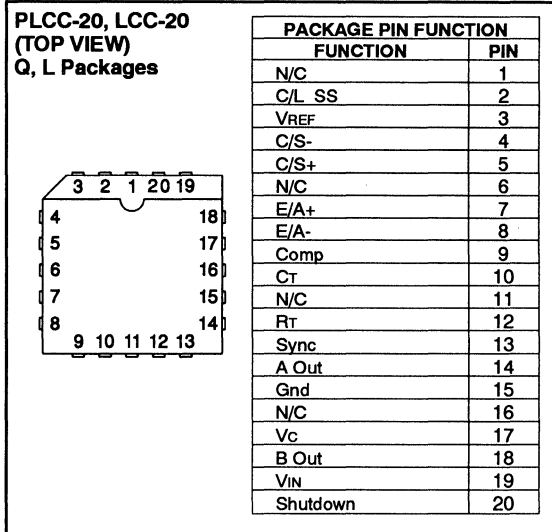 PLCC-20, LCC-20
(TOP VIEW)
Q, L Packages
3 2 1 20 19
4 18
5 17
6 16
7 15
8 14
9 10 11 12 13
PACKAGE PIN FUNCTION
FUNCTION PIN
N/C 1
C/L SS 2
VREF 3
C/S- 4
C/S+ 5
N/C 6
E/A+ 7
E/A- 8
Comp 9
CT 10
N/C 11
RT 12
Sync 13
A Out 14
Gnd 15
N/C 16
VC 17
B Out 18
VIN 19
Shutdown 20